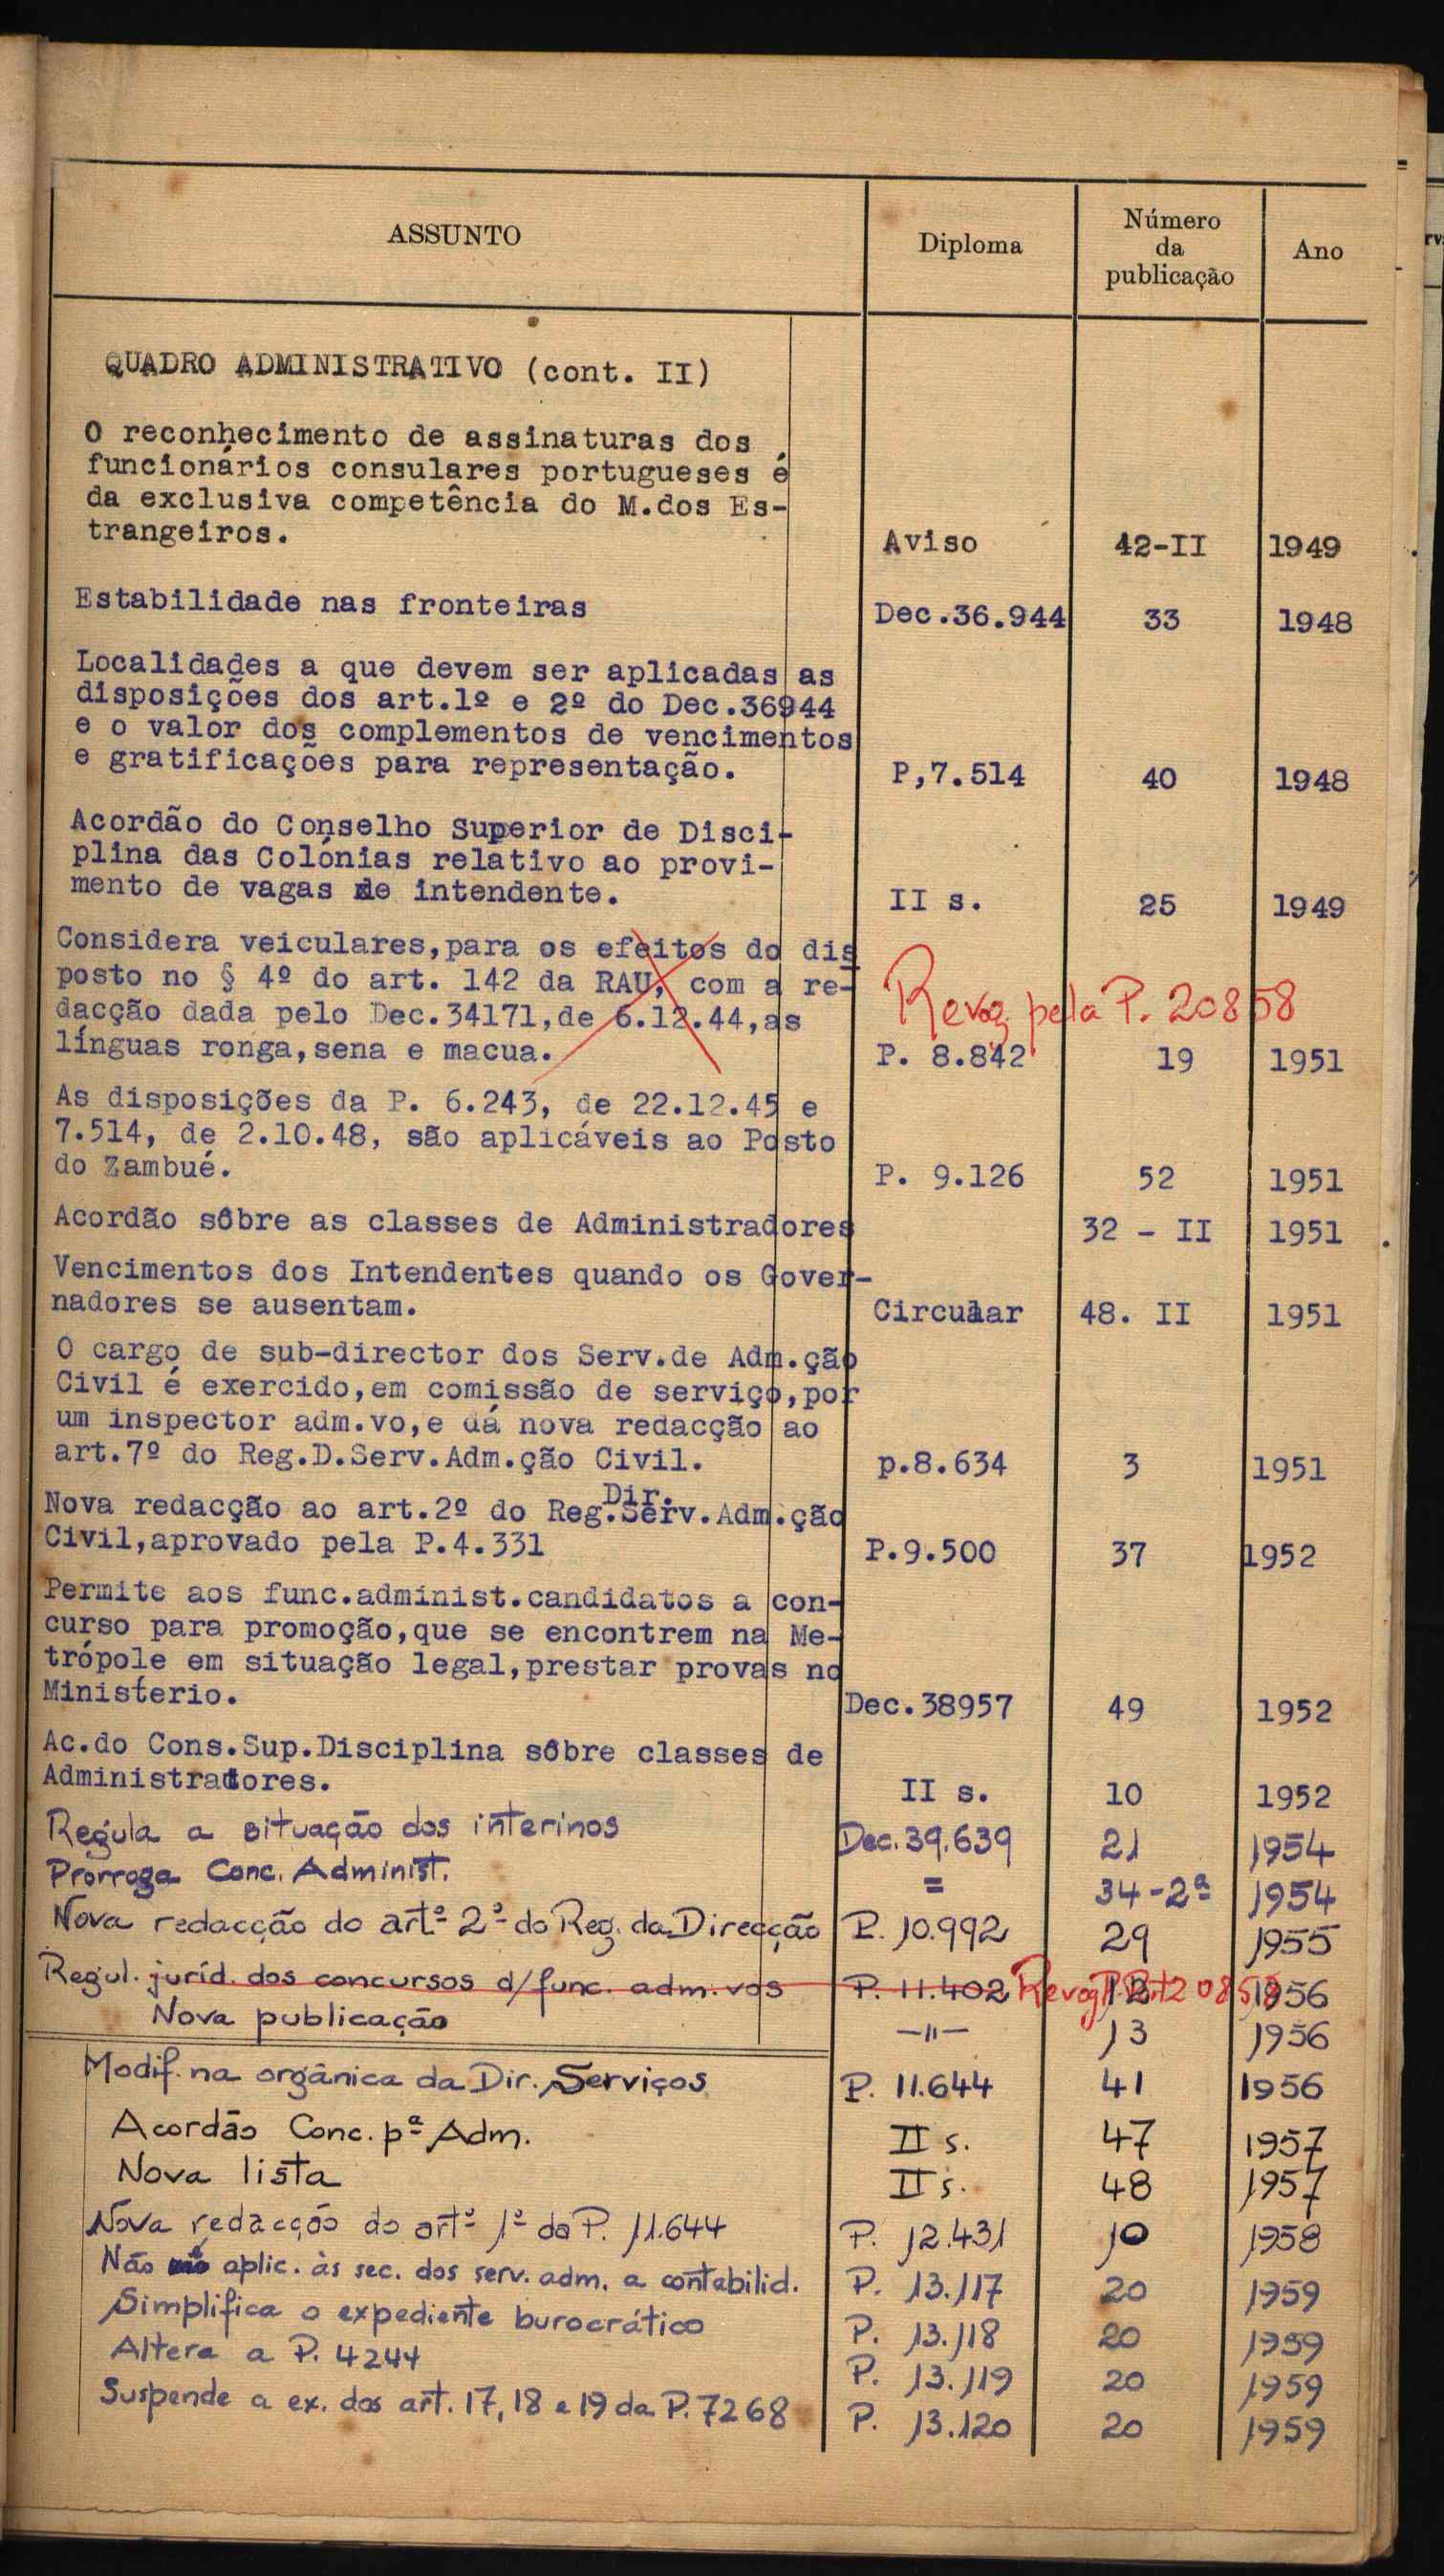 ASSUNTO
Diploma
Número
da
publicação
Ano
QUADRO ADMINISTRATIVO (cont. II)
O reconhecimento de assinaturas dos
funcionários consulares portugueses é
da exclusiva competência do M.dos Es-
trangeiros. Aviso 42-II 1949
Estabilidade nas fronteiras Dec.36.944 33 1948
Localidades a que devem ser aplicadas as
disposições dos art.1º e 2º do Dec.36944
e o valor dos complementos de vencimentos
e gratificações para representação. P,7.514 40 1948
Acordão do Conselho Superior de Disci-
plina das Colónias relativo ao provi-
mento de vagas de intendente. II s. 25 1949
Considera veiculares,para os efeitos do dis
posto no § 4º do art. 142 da RAU, com a re-
Revog. pela P. 20858
dacção dada pelo Dec.34171,de 6.12.44,as
línguas ronga,sena e macua. P. 8.842 19 1951
As disposições da P. 6.243, de 22.12.45 e
7.514, de 2.10.48, são aplicáveis ao Posto
do Zambué. P. 9.126 52 1951
Acordão sôbre as classes de Administradores 32 - II 1951
Vencimentos dos Intendentes quando os Gover-
nadores se ausentam. Circular 48. II 1951
O cargo de sub-director dos Serv.de Adm.ção
Civil é exercido,em comissão de serviço,por
um inspector adm.vo,e dá nova redacção ao
art.7º do Reg.D.Serv.Adm.ção Civil. p.8.634 3 1951
Dir.
Nova redacção ao art.2º do Reg.Serv.Adm.ção
Civil,aprovado pela P.4.331 P.9.500 37 1952
Permite aos func.administ.candidatos a con-
curso para promoção,que se encontrem na Me-
trópole em situação legal,prestar provas no
Ministério. Dec.38957 49 1952
Ac.do Cons.Sup.Disciplina sôbre classes de
Administradores. II s. 10 1952
Regula a situação dos interinos Dec. 39.639 21 1954
Prorroga Conc. Administ. = 34-2ª 1954
Nova redacção do artº 2º do Reg. da Direcção P. 10.992 29 1955
Regul. juríd. dos concursos d/func. adm.vos P. 11.402 12 1956
Nova publicação —"— 13 1956
Modif. na orgânica da Dir. Serviços P. 11.644 41 1956
Acordão Conc. pª Adm. II s. 47 1957
Nova lista II s. 48 1957
Nova redacção do artº 1º da P. 11.644 P. 12.431 10 1958
Não aplic. às sec. dos serv. adm. a contabilid. P. 13.117 20 1959
Simplifica o expediente burocrático P. 13.118 20 1959
Altera a P. 4244 P. 13.119 20 1959
Suspende a ex. dos art. 17, 18 e 19 da P. 7268 P. 13.120 20 1959